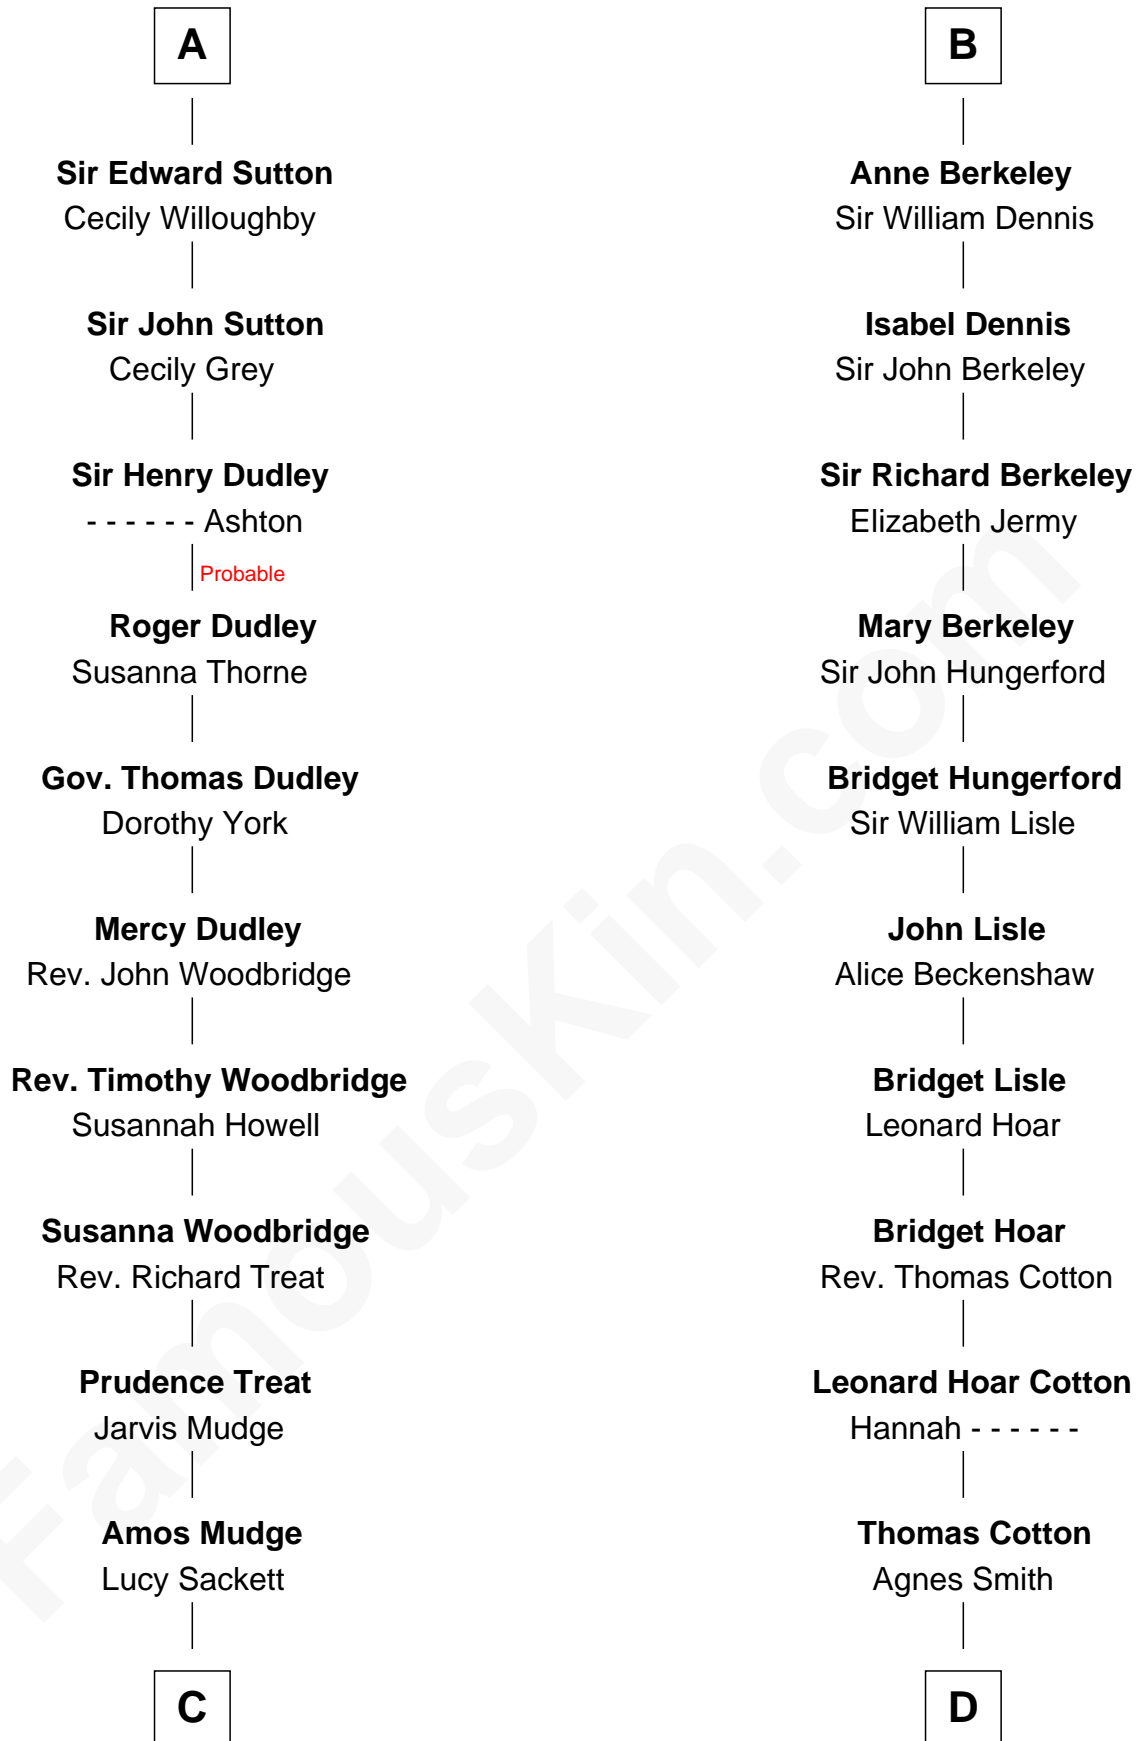 A
Sir Edward Sutton
Cecily Willoughby
Sir John Sutton
Cecily Grey
Sir Henry Dudley
- - - - - - Ashton
Probable
Roger Dudley
Susanna Thorne
Gov. Thomas Dudley
Dorothy York
Mercy Dudley
Rev. John Woodbridge
Rev. Timothy Woodbridge
Susannah Howell
Susanna Woodbridge
Rev. Richard Treat
Prudence Treat
Jarvis Mudge
Amos Mudge
Lucy Sackett
C
B
Anne Berkeley
Sir William Dennis
Isabel Dennis
Sir John Berkeley
Sir Richard Berkeley
Elizabeth Jermy
Mary Berkeley
Sir John Hungerford
Bridget Hungerford
Sir William Lisle
John Lisle
Alice Beckenshaw
Bridget Lisle
Leonard Hoar
Bridget Hoar
Rev. Thomas Cotton
Leonard Hoar Cotton
Hannah - - - - - -
Thomas Cotton
Agnes Smith
D
FamousKin.com